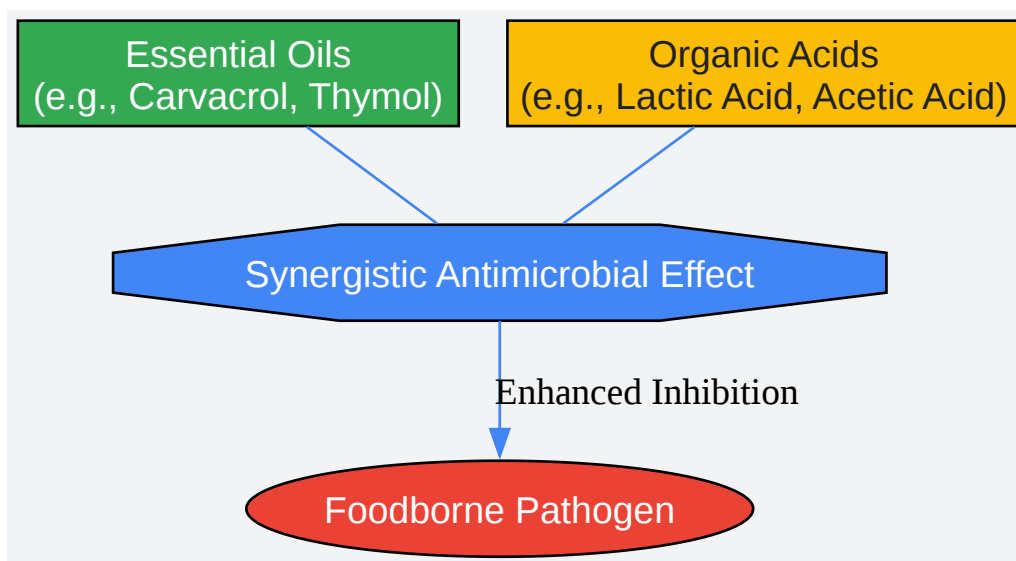 Essential Oils
(e.g., Carvacrol, Thymol)
Organic Acids
(e.g., Lactic Acid, Acetic Acid)
Synergistic Antimicrobial Effect
Enhanced Inhibition
Foodborne Pathogen